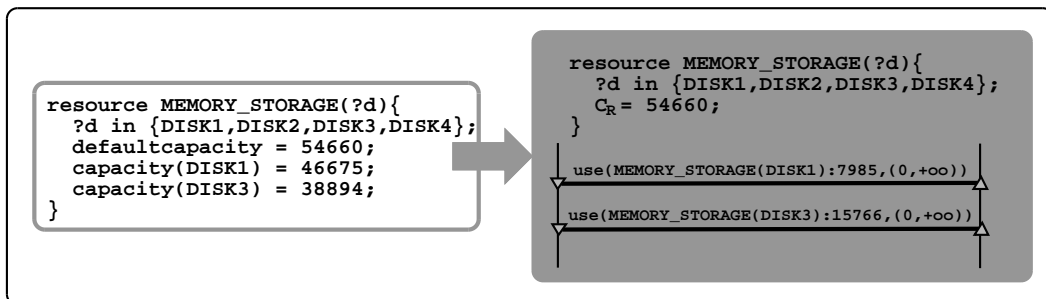 resource MEMORY_STORAGE(?d){
?d in {DISK1,DISK2,DISK3,DISK4};
defaultcapacity = 54660;
capacity(DISK1) = 46675;
capacity(DISK3) = 38894;
}
resource MEMORY_STORAGE(?d){
?d in {DISK1,DISK2,DISK3,DISK4};
CR = 54660;
}
use(MEMORY_STORAGE(DISK1):7985,(0,+oo))
use(MEMORY_STORAGE(DISK3):15766,(0,+oo))